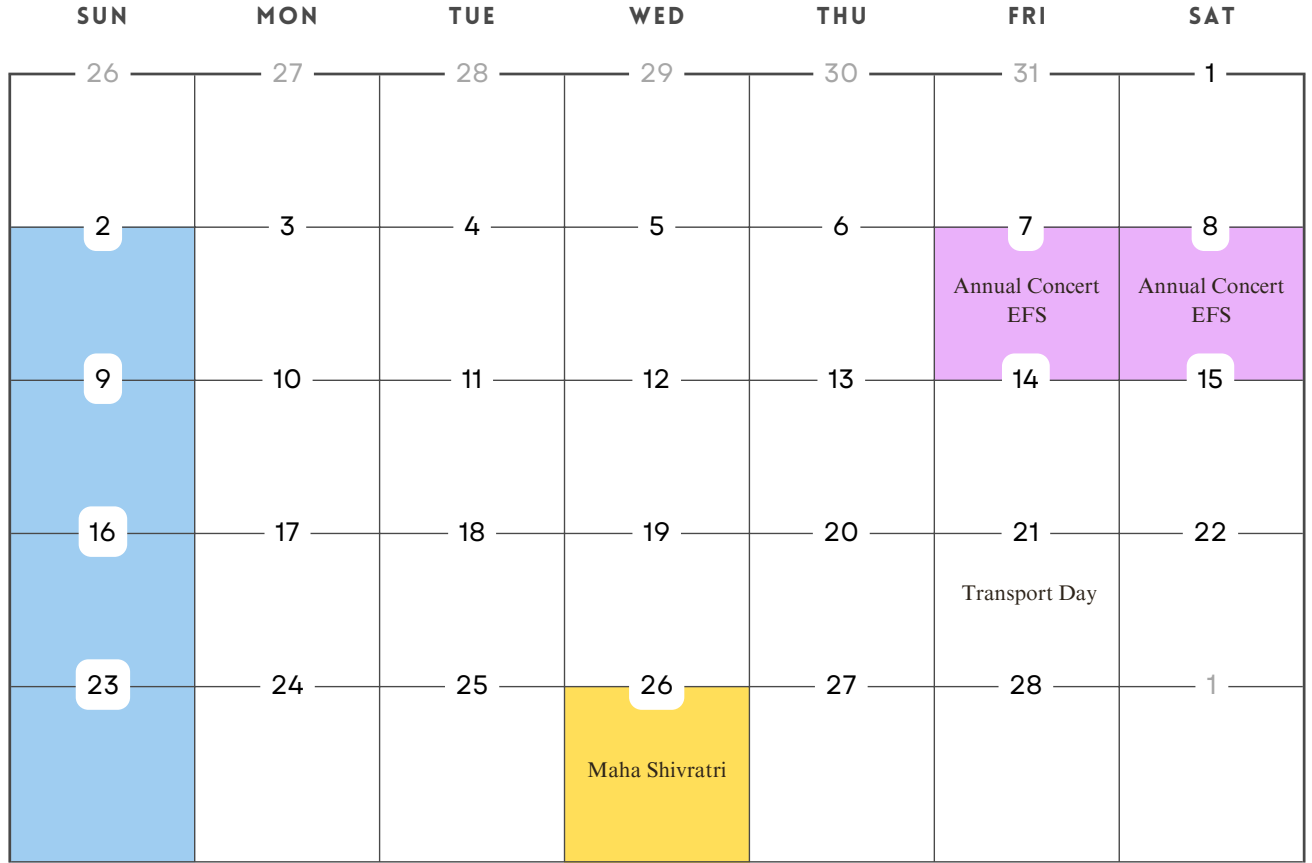 SUN MON TUE WED THU FRI SAT
26 27 28 29 30 31 1
2 3 4 5 6 7 8
Annual Concert Annual Concert
EFS EFS
9 10 11 12 13 14 15
16 17 18 19 20 21 22
Transport Day
23 24 25 26 27 28 1
Maha Shivratri